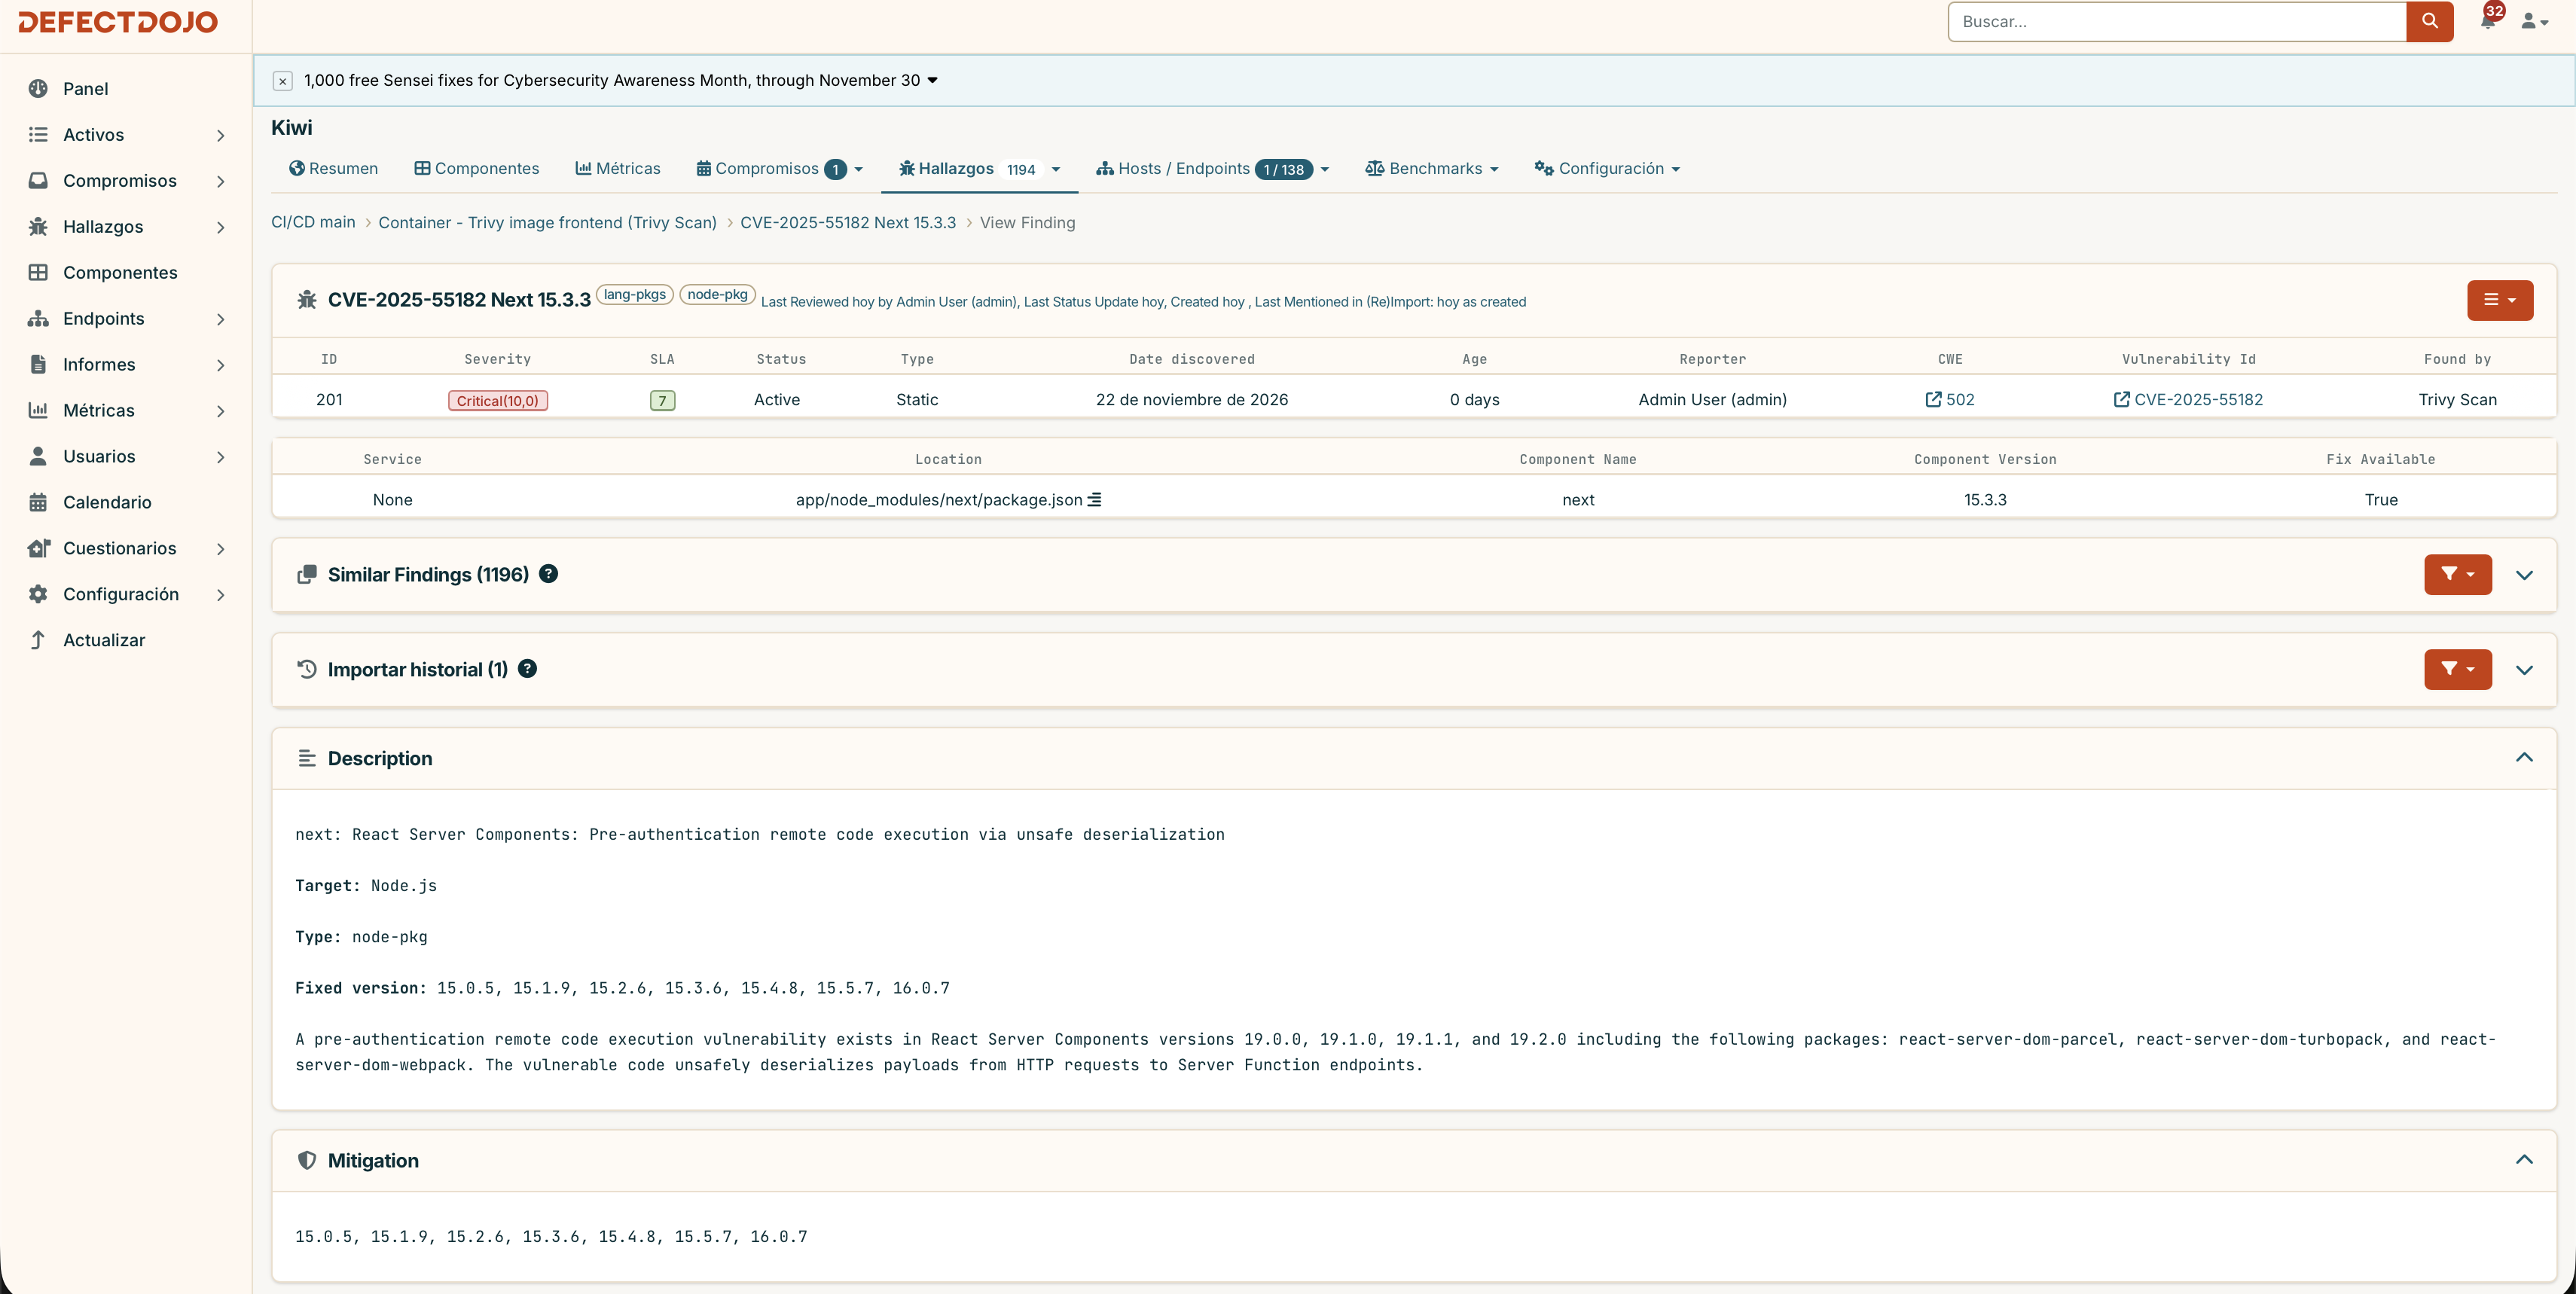 DEFECTDOJO
Buscar...
32
Panel
Activos
Compromisos
Hallazgos
Componentes
Endpoints
Informes
Métricas
Usuarios
Calendario
Cuestionarios
Configuración
Actualizar
1,000 free Sensei fixes for Cybersecurity Awareness Month, through November 30
Kiwi
Resumen Componentes Métricas Compromisos 1 Hallazgos 1194 Hosts / Endpoints 1 / 138 Benchmarks Configuración
CI/CD main › Container - Trivy image frontend (Trivy Scan) › CVE-2025-55182 Next 15.3.3 › View Finding
CVE-2025-55182 Next 15.3.3 lang-pkgs node-pkg Last Reviewed hoy by Admin User (admin), Last Status Update hoy, Created hoy , Last Mentioned in (Re)Import: hoy as created
ID Severity SLA Status Type Date discovered Age Reporter CWE Vulnerability Id Found by
201 Critical(10,0) 7 Active Static 22 de noviembre de 2026 0 days Admin User (admin) 502 CVE-2025-55182 Trivy Scan
Service Location Component Name Component Version Fix Available
None app/node_modules/next/package.json next 15.3.3 True
Similar Findings (1196) ?
Importar historial (1) ?
Description
next: React Server Components: Pre-authentication remote code execution via unsafe deserialization
Target: Node.js
Type: node-pkg
Fixed version: 15.0.5, 15.1.9, 15.2.6, 15.3.6, 15.4.8, 15.5.7, 16.0.7
A pre-authentication remote code execution vulnerability exists in React Server Components versions 19.0.0, 19.1.0, 19.1.1, and 19.2.0 including the following packages: react-server-dom-parcel, react-server-dom-turbopack, and react-
server-dom-webpack. The vulnerable code unsafely deserializes payloads from HTTP requests to Server Function endpoints.
Mitigation
15.0.5, 15.1.9, 15.2.6, 15.3.6, 15.4.8, 15.5.7, 16.0.7